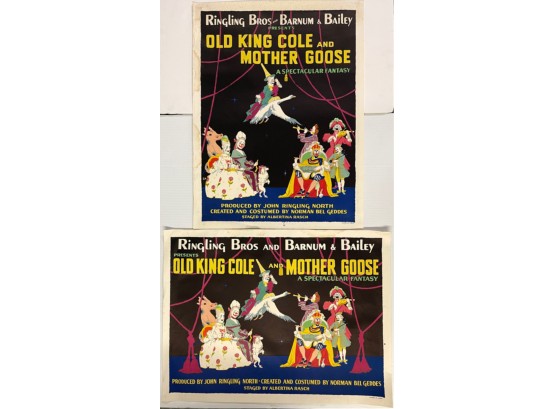 RINGLING BROS AND BARNUM & BAILEY
PRESENTS
OLD KING COLE AND
MOTHER GOOSE
A SPECTACULAR FANTASY
PRODUCED BY JOHN RINGLING NORTH
CREATED AND COSTUMED BY NORMAN BEL GEDDES
STAGED BY ALBERTINA RASCH
RINGLING BROS AND BARNUM & BAILEY
PRESENTS
OLD KING COLE AND MOTHER GOOSE
A SPECTACULAR FANTASY
PRODUCED BY JOHN RINGLING NORTH · CREATED AND COSTUMED BY NORMAN BEL GEDDES
STAGED BY ALBERTINA RASCH